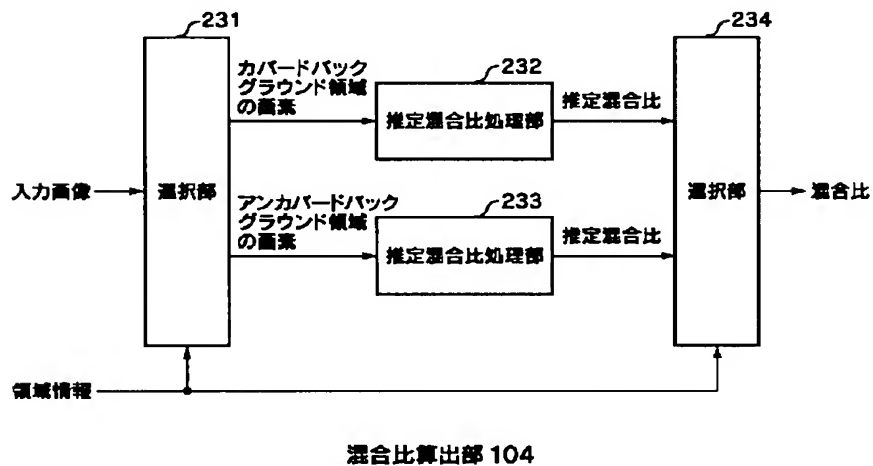 231
234
カバードバック
グラウンド領域
の画素
232
推定混合比処理部
推定混合比
入力画像
選択部
アンカバードバック
グラウンド領域
の画素
233
推定混合比処理部
推定混合比
選択部
混合比
領域情報
混合比算出部 104